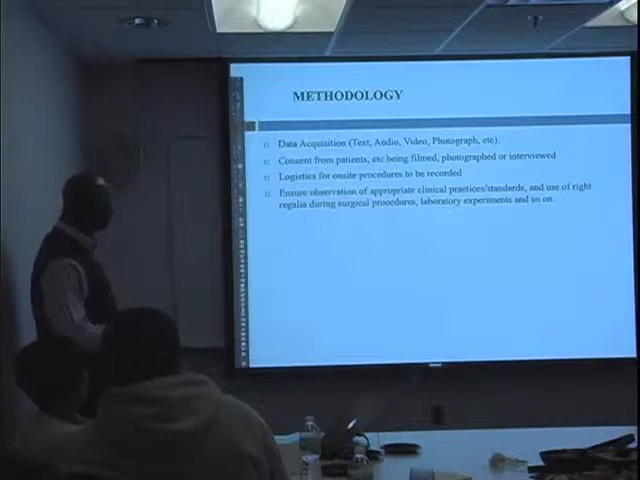 METHODOLOGY
Data Acquisition (Text, Audio, Video, Photograph, etc).
Consent from patients, etc being filmed, photographed or interviewed
Logistics for onsite procedures to be recorded
Ensure observation of appropriate clinical practices/standards, and use of right
regalia during surgical procedures, laboratory experiments and so on.